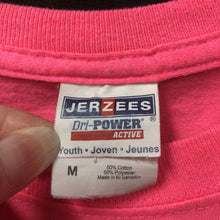 JERZEES
Dri-POWER®
ACTIVE
Youth • Joven • Jeunes
M
50% Cotton
50% Polyester
Made in El Salvador